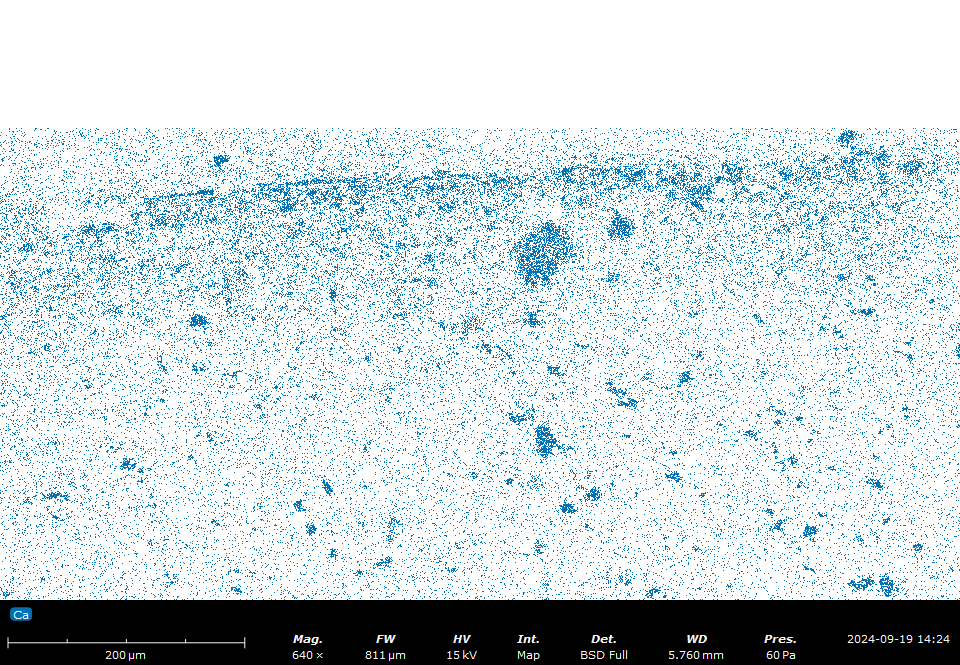 Ca
200 µm
Mag. FW HV Int. Det. WD Pres. 2024-09-19 14:24
640 × 811 µm 15 kV Map BSD Full 5.760 mm 60 Pa